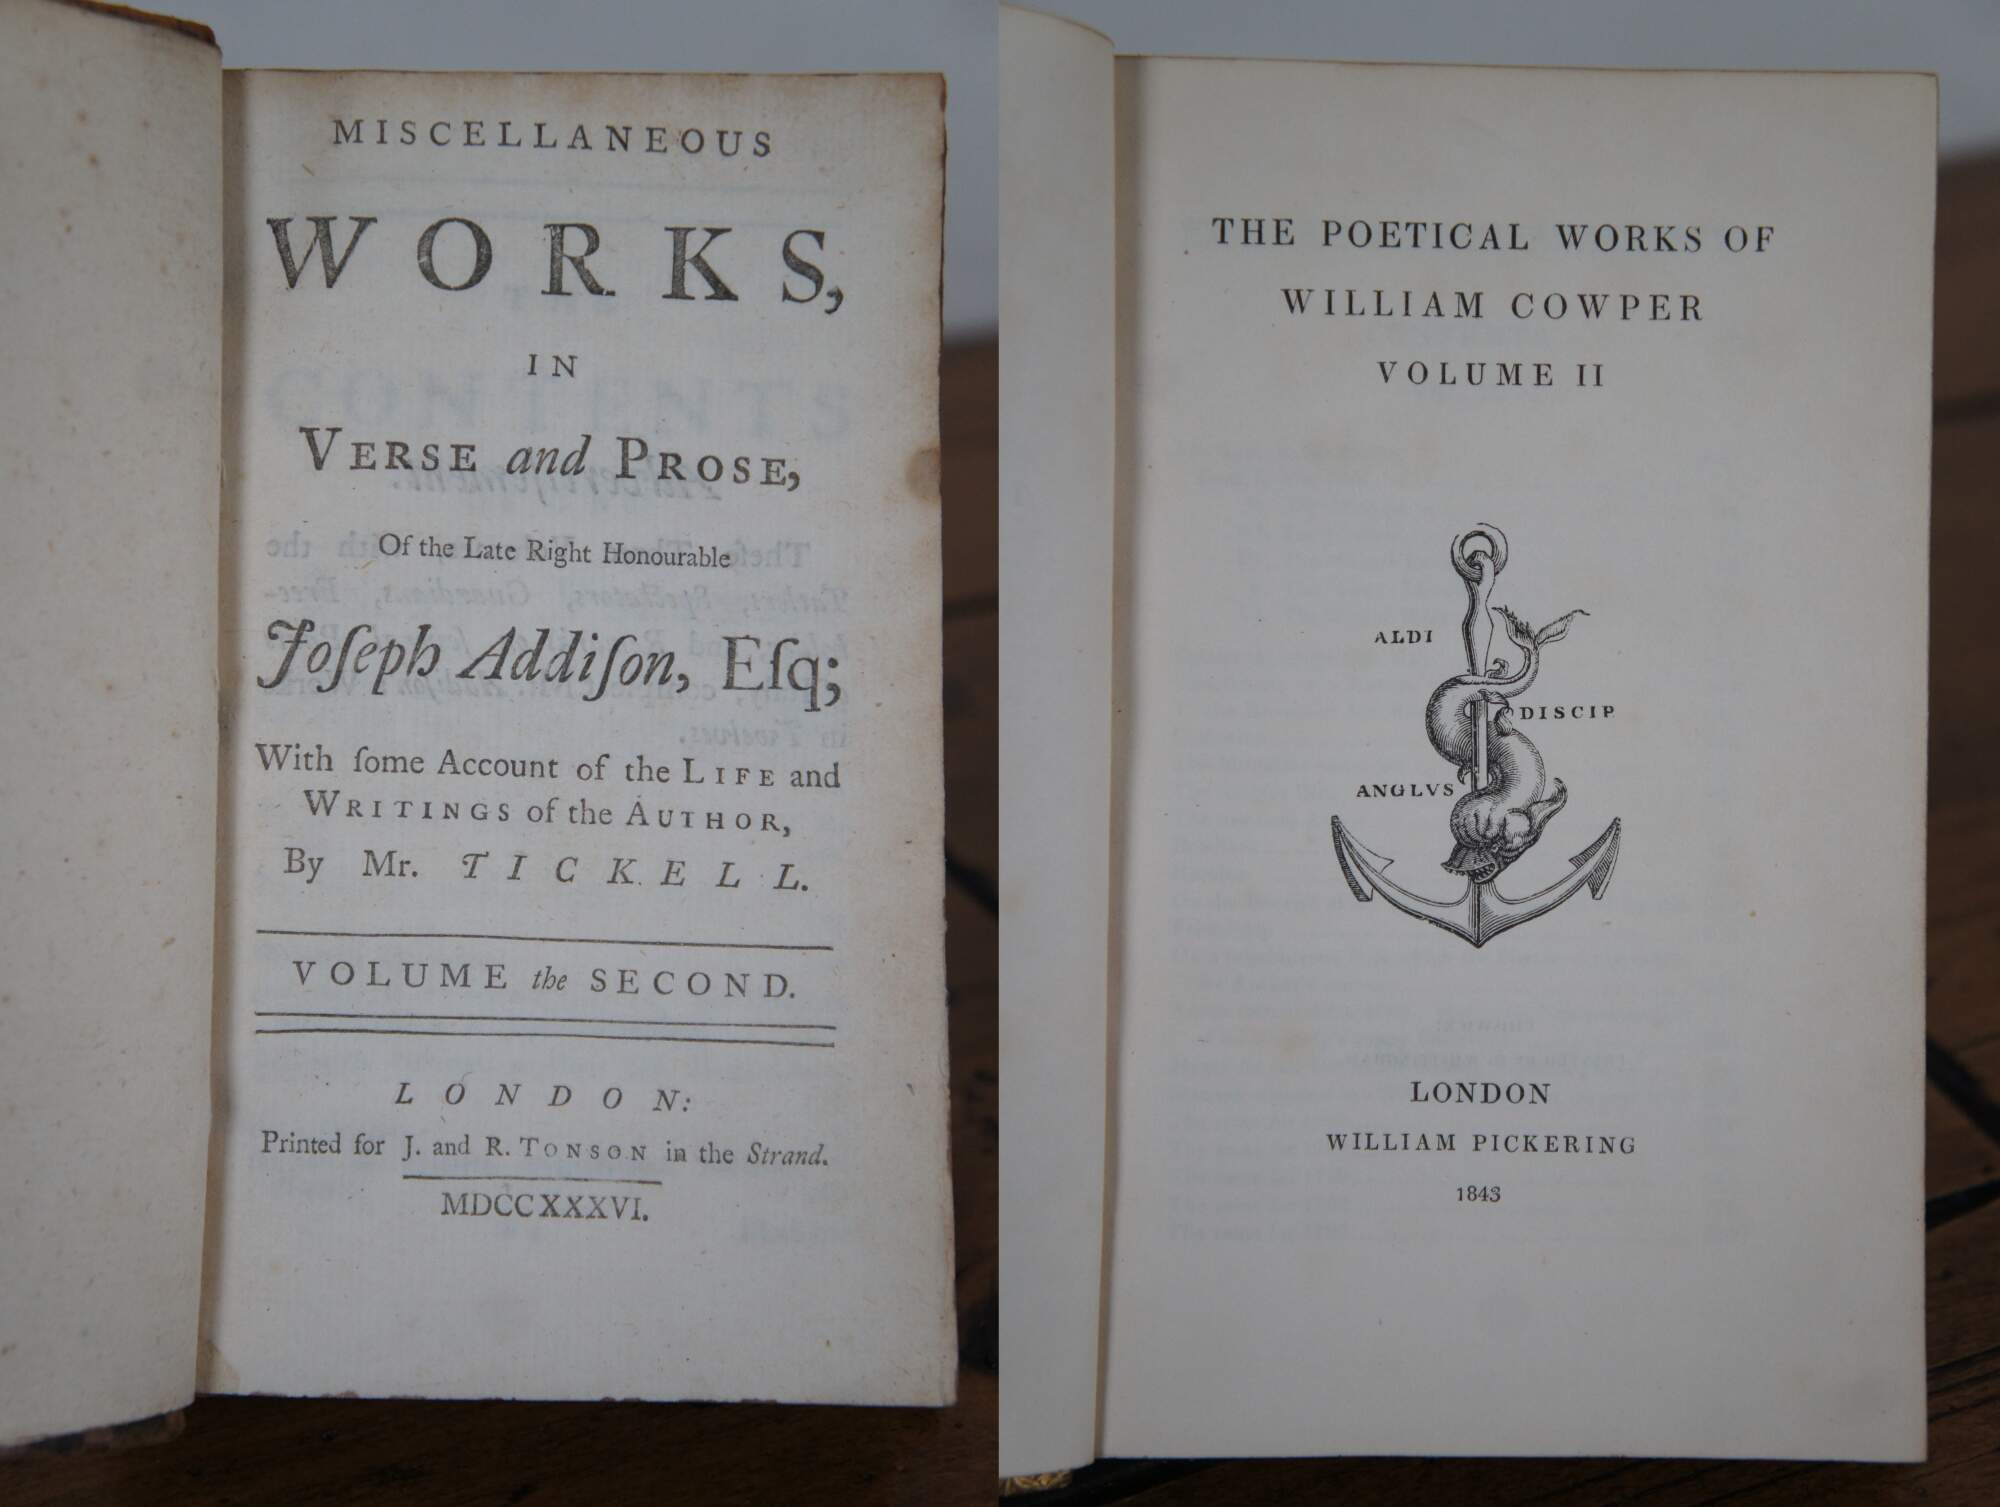 MISCELLANEOUS
WORKS,
IN
VERSE and PROSE,
Of the Late Right Honourable
Joſeph Addiſon, Eſq;
With ſome Account of the LIFE and
WRITINGS of the AUTHOR,
By Mr. TICKELL.
VOLUME the SECOND.
LONDON:
Printed for J. and R. TONSON in the Strand.
MDCCXXXVI.
THE POETICAL WORKS OF
WILLIAM COWPER
VOLUME II
ALDI
DISCIP
ANGLVS
LONDON
WILLIAM PICKERING
1843